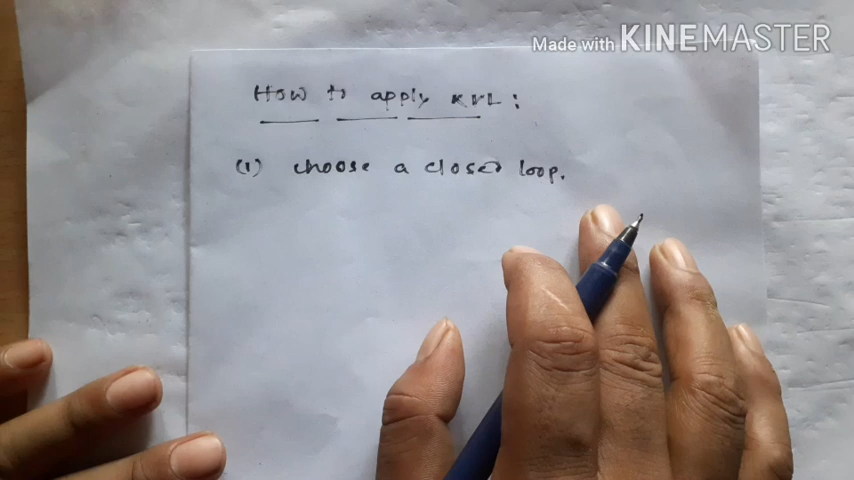 Made with KINEMASTER
How to apply KVL:
(1) choose a closed loop.